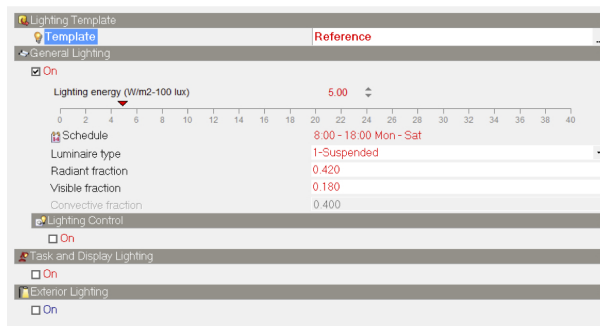 Lighting Template
Template Reference ..
General Lighting
On
Lighting energy (W/m2-100 lux) 5.00
0 2 4 6 8 10 12 14 16 18 20 22 24 26 28 30 32 34 36 38 40
Schedule 8:00 - 18:00 Mon - Sat
Luminaire type 1-Suspended
Radiant fraction 0.420
Visible fraction 0.180
Convective fraction 0.400
Lighting Control
On
Task and Display Lighting
On
Exterior Lighting
On